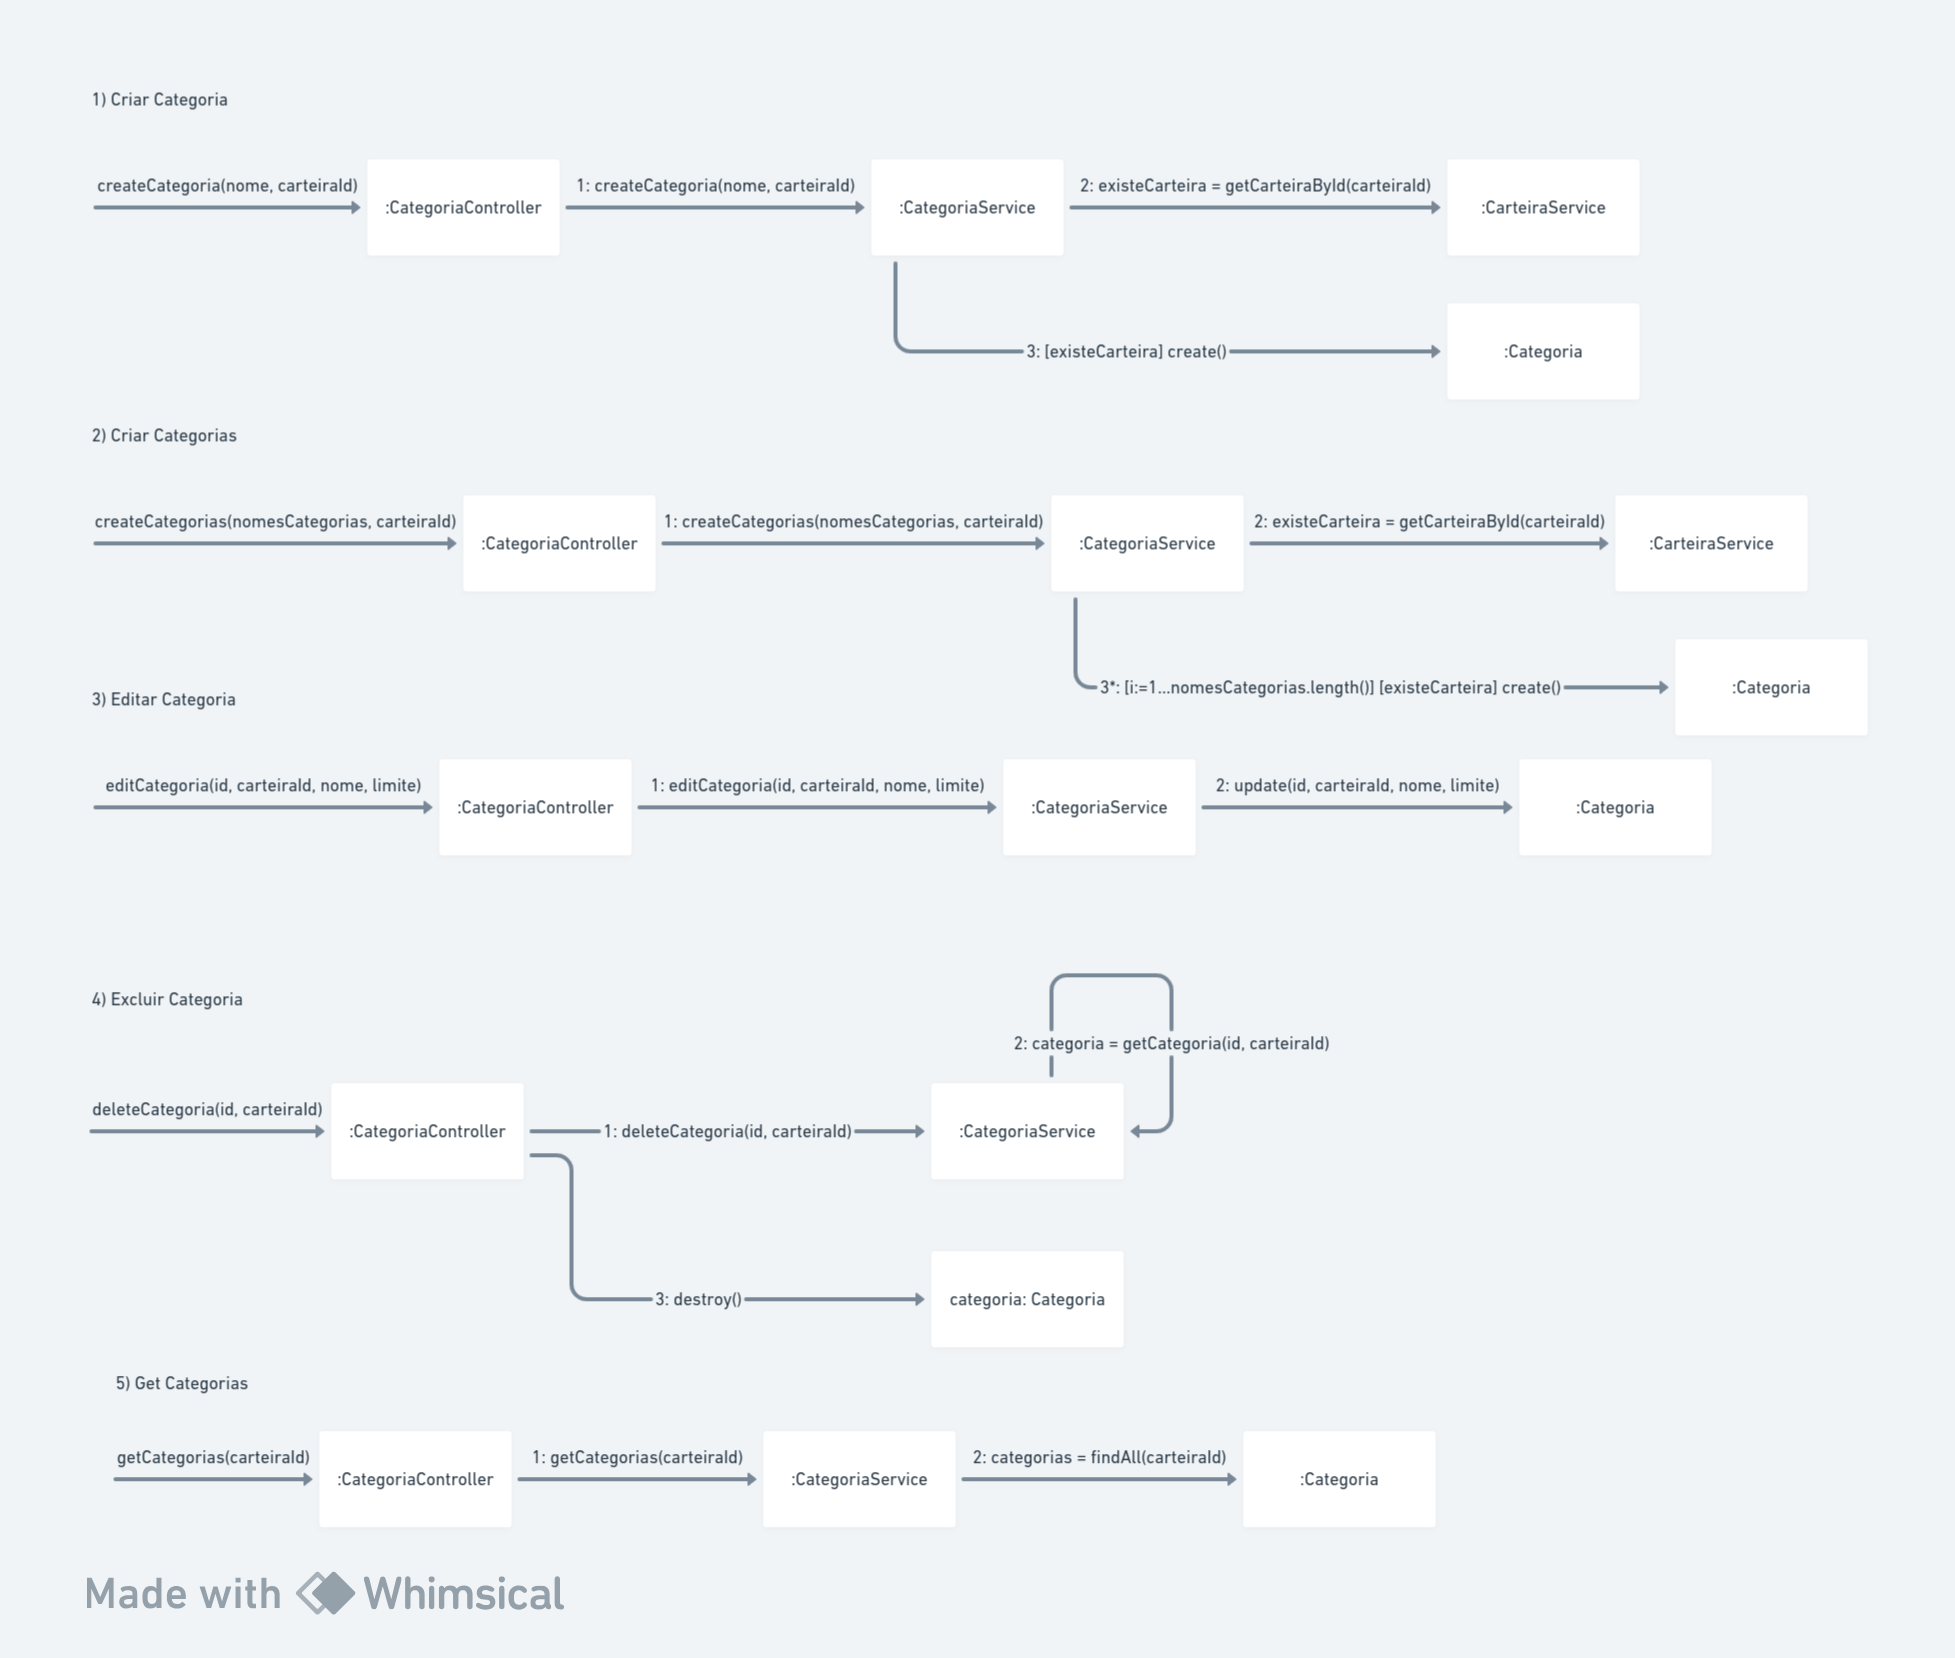 1) Criar Categoria
createCategoria(nome, carteiraId)
:CategoriaController
1: createCategoria(nome, carteiraId)
:CategoriaService
2: existeCarteira = getCarteiraById(carteiraId)
:CarteiraService
3: [existeCarteira] create()
:Categoria
2) Criar Categorias
createCategorias(nomesCategorias, carteiraId)
:CategoriaController
1: createCategorias(nomesCategorias, carteiraId)
:CategoriaService
2: existeCarteira = getCarteiraById(carteiraId)
:CarteiraService
3*: [i:=1...nomesCategorias.length()] [existeCarteira] create()
:Categoria
3) Editar Categoria
editCategoria(id, carteiraId, nome, limite)
:CategoriaController
1: editCategoria(id, carteiraId, nome, limite)
:CategoriaService
2: update(id, carteiraId, nome, limite)
:Categoria
4) Excluir Categoria
2: categoria = getCategoria(id, carteiraId)
deleteCategoria(id, carteiraId)
:CategoriaController
1: deleteCategoria(id, carteiraId)
:CategoriaService
3: destroy()
categoria: Categoria
5) Get Categorias
getCategorias(carteiraId)
:CategoriaController
1: getCategorias(carteiraId)
:CategoriaService
2: categorias = findAll(carteiraId)
:Categoria
Made with Whimsical